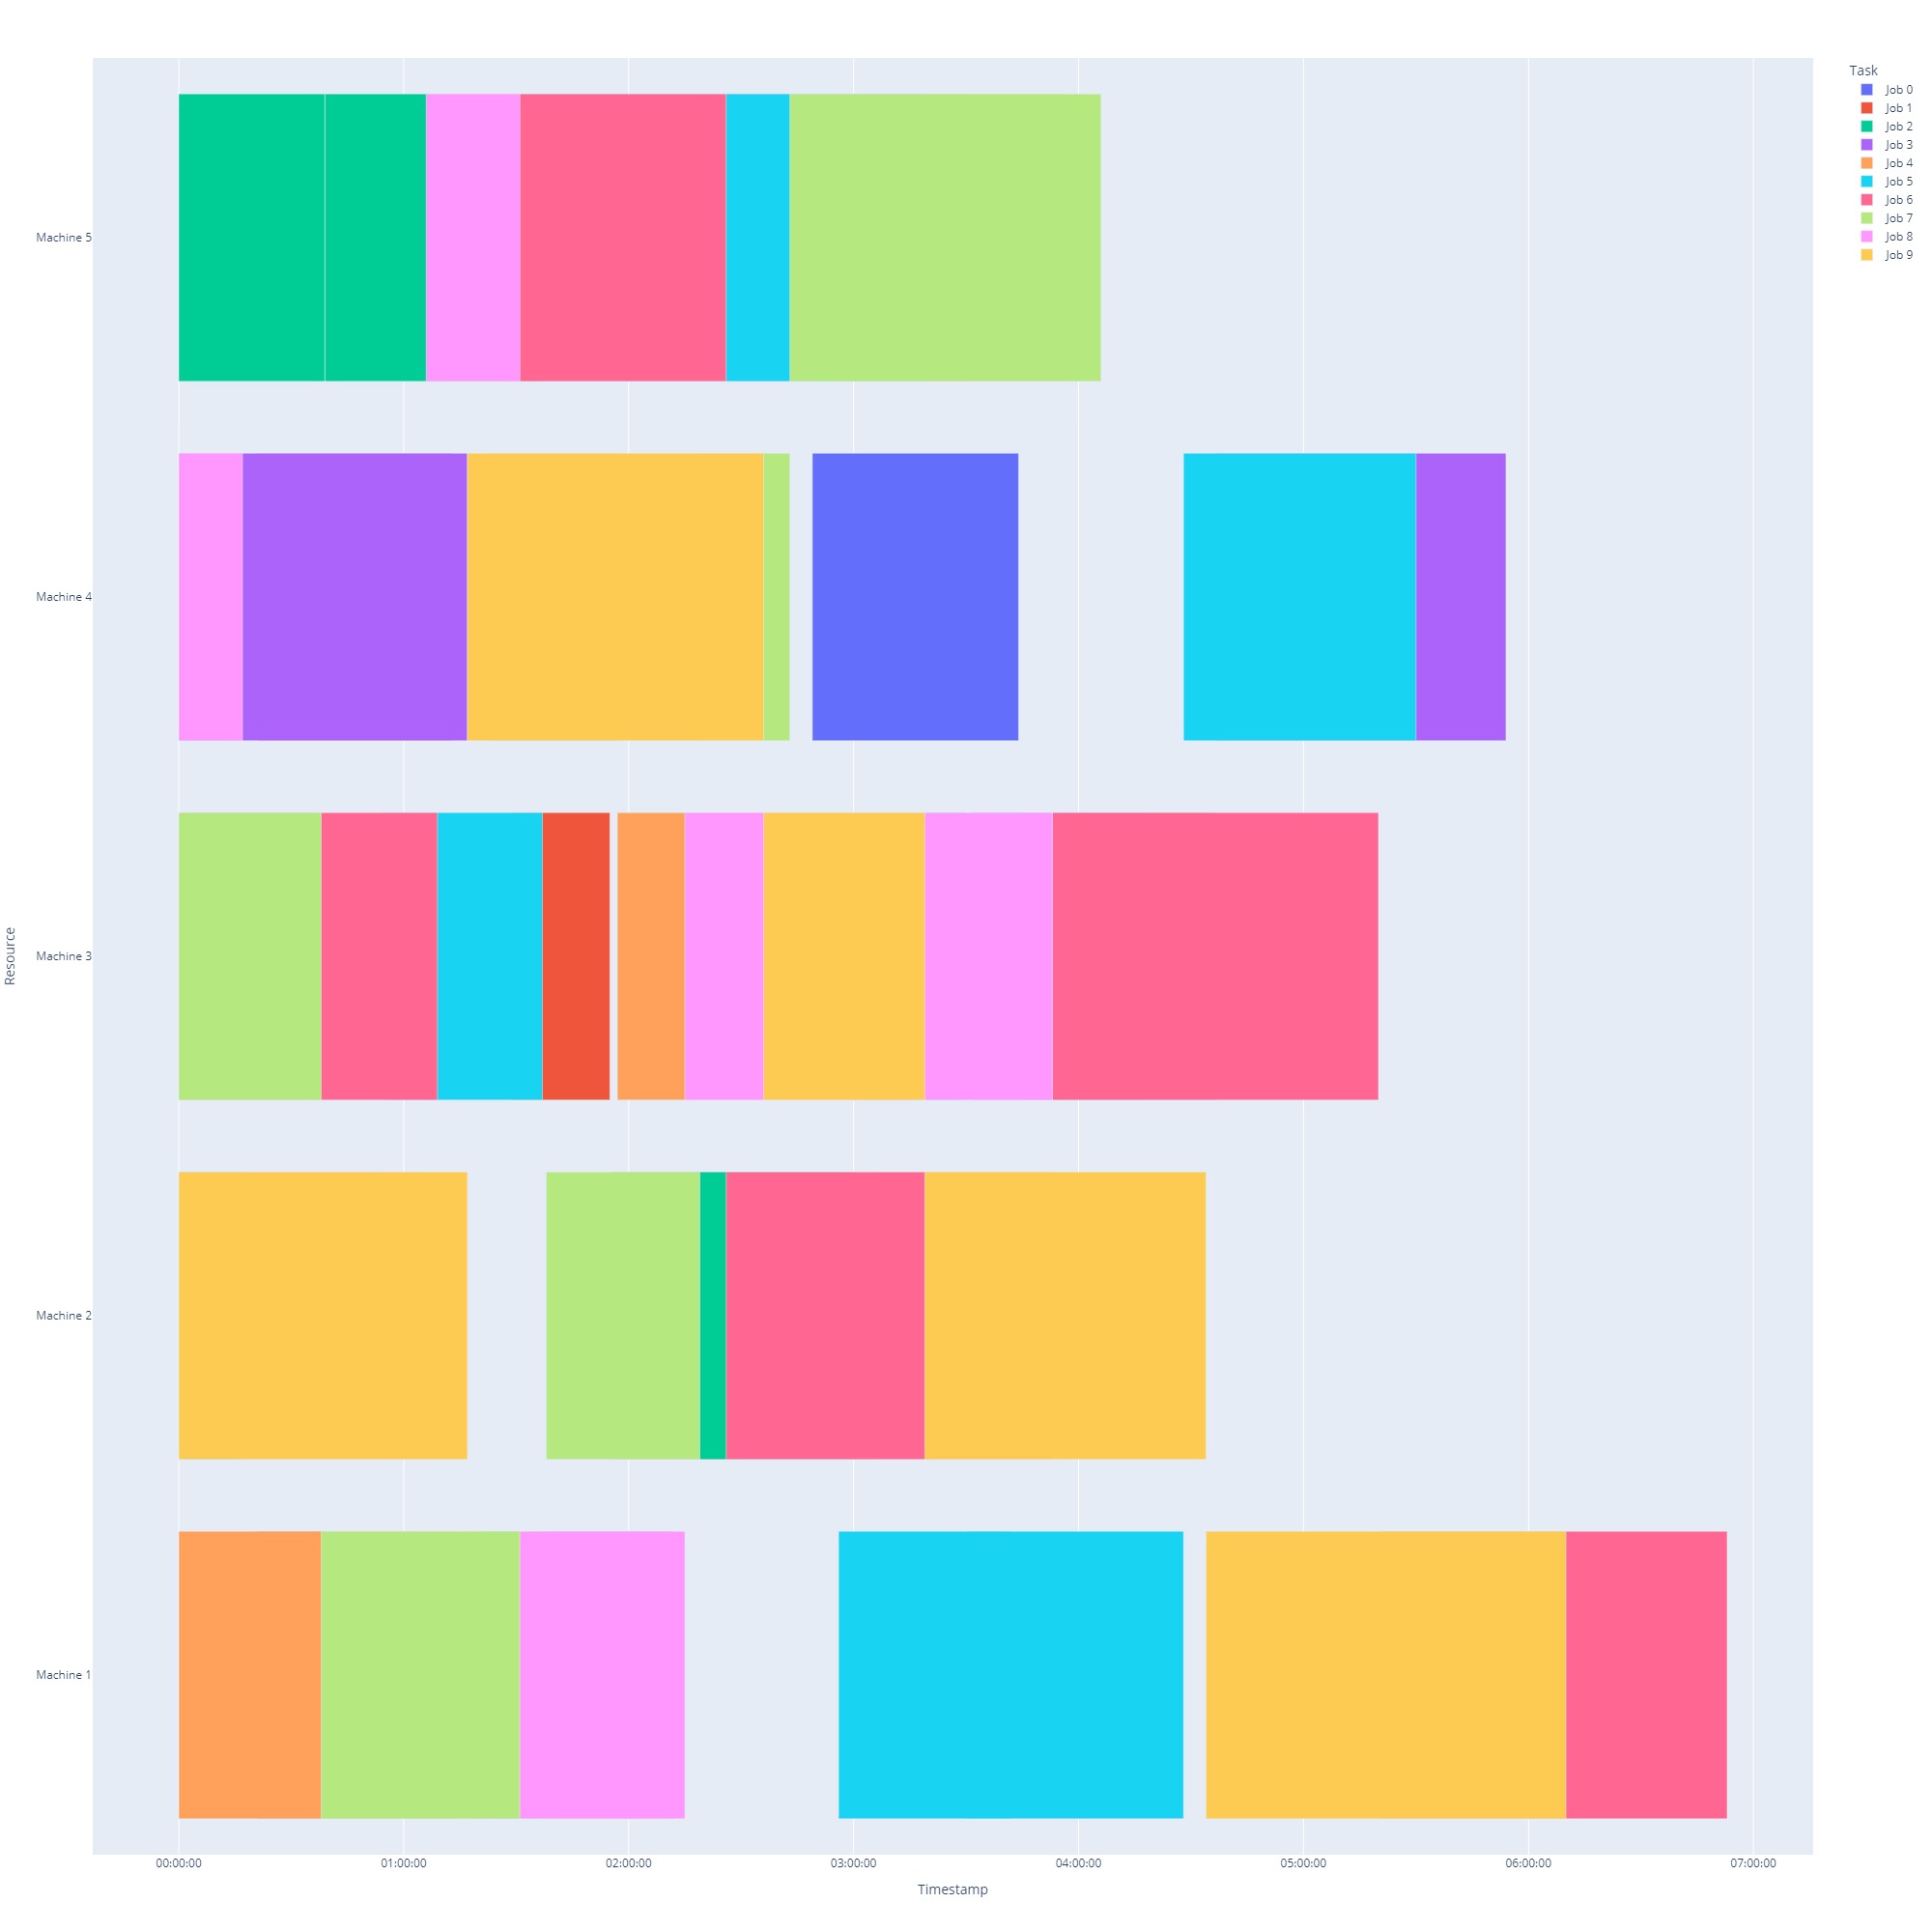 Task
Job 0
Job 1
Job 2
Job 3
Job 4
Job 5
Job 6
Job 7
Job 8
Job 9
Machine 5
Machine 4
Machine 3
Machine 2
Machine 1
Resource
00:00:00 01:00:00 02:00:00 03:00:00 04:00:00 05:00:00 06:00:00 07:00:00
Timestamp